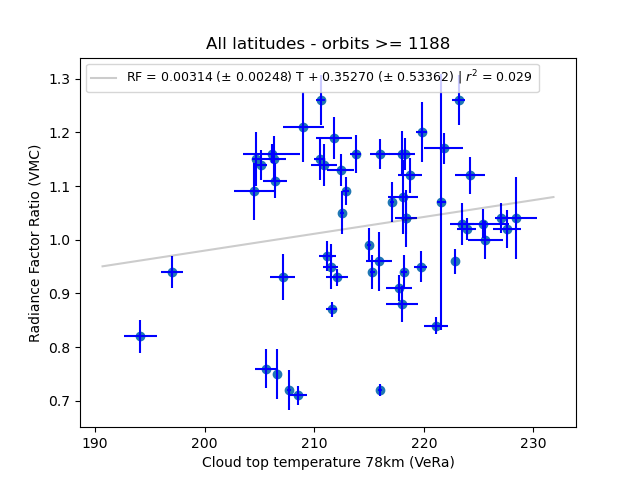 All latitudes - orbits >= 1188
RF = 0.00314 (± 0.00248) T + 0.35270 (± 0.53362) | r² = 0.029
1.3
1.2
1.1
1.0
0.9
0.8
0.7
Radiance Factor Ratio (VMC)
190 200 210 220 230
Cloud top temperature 78km (VeRa)